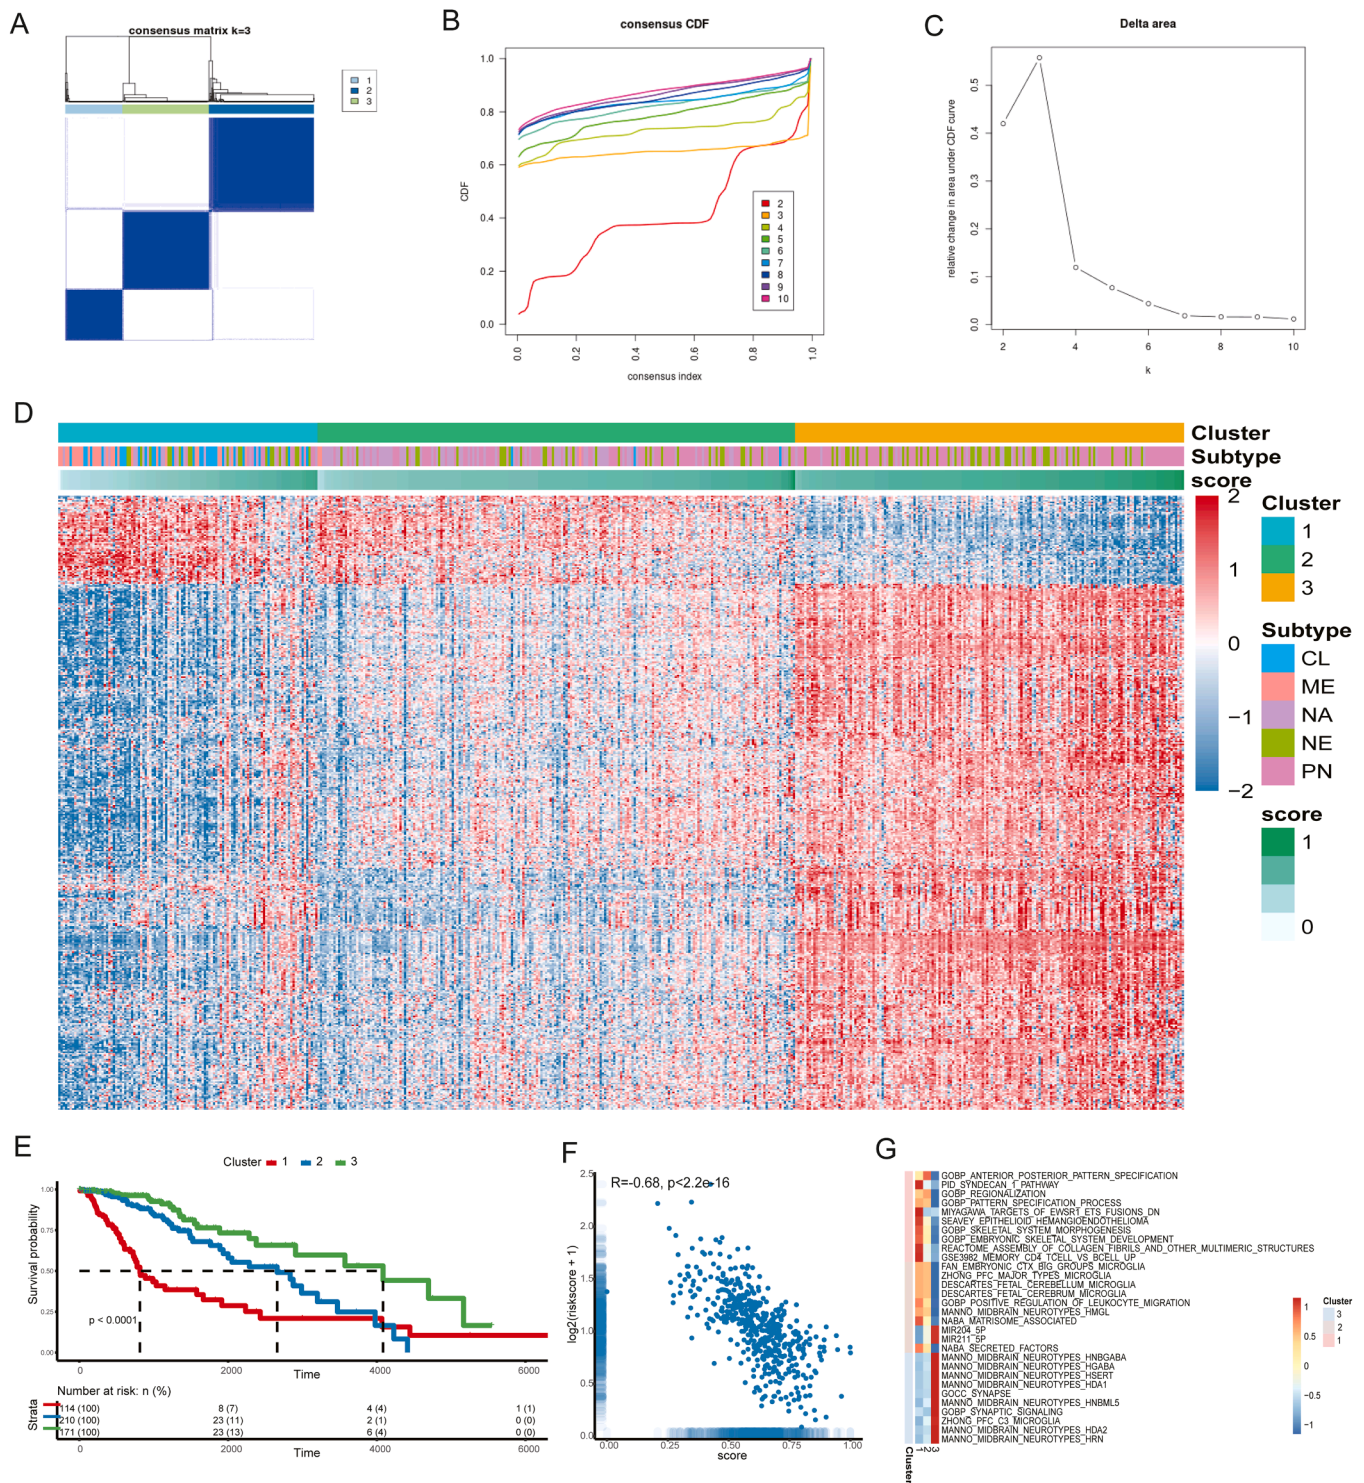 A
consensus matrix k=3
1
2
3
B
consensus CDF
CDF
1.0
0.8
0.6
0.4
0.2
0.0
0.0
0.2
0.4
0.6
0.8
1.0
consensus index
2
3
4
5
6
7
8
9
10
C
Delta area
relative change in area under CDF curve
0.5
0.4
0.3
0.2
0.1
0.0
2
4
6
8
10
k
D
Cluster
Subtype
score
2
1
0
−1
−2
Cluster
1
2
3
Subtype
CL
ME
NA
NE
PN
score
1
0
E
Cluster 1 2 3
Survival probability
1.00
0.75
0.50
0.25
0.00
p < 0.0001
0
2000
4000
6000
Time
Number at risk: n (%)
Strata
114 (100) 8 (7) 4 (4) 1 (1)
210 (100) 23 (11) 2 (1) 0 (0)
171 (100) 23 (13) 6 (4) 0 (0)
0
2000
4000
6000
Time
F
R=-0.68, p<2.2e-16
log2(riskscore + 1)
2.5
2.0
1.5
1.0
0.5
0.0
0.00
0.25
0.50
0.75
1.00
score
G
GOBP_ANTERIOR_POSTERIOR_PATTERN_SPECIFICATION
PID_SYNDECAN_1_PATHWAY
GOBP_REGIONALIZATION
GOBP_PATTERN_SPECIFICATION_PROCESS
MIYAGAWA_TARGETS_OF_EWSR1_ETS_FUSIONS_DN
SEAVEY_EPITHELIOID_HEMANGIOENDOTHELIOMA
GOBP_SKELETAL_SYSTEM_MORPHOGENESIS
GOBP_EMBRYONIC_SKELETAL_SYSTEM_DEVELOPMENT
REACTOME_ASSEMBLY_OF_COLLAGEN_FIBRILS_AND_OTHER_MULTIMERIC_STRUCTURES
GSE3982_MEMORY_CD4_TCELL_VS_BCELL_UP
FAN_EMBRYONIC_CTX_BIG_GROUPS_MICROGLIA
ZHONG_PFC_MAJOR_TYPES_MICROGLIA
DESCARTES_FETAL_CEREBELLUM_MICROGLIA
DESCARTES_FETAL_CEREBRUM_MICROGLIA
GOBP_POSITIVE_REGULATION_OF_LEUKOCYTE_MIGRATION
MANNO_MIDBRAIN_NEUROTYPES_HMGL
NABA_MATRISOME_ASSOCIATED
MIR204_5P
MIR211_5P
NABA_SECRETED_FACTORS
MANNO_MIDBRAIN_NEUROTYPES_HNBGABA
MANNO_MIDBRAIN_NEUROTYPES_HGABA
MANNO_MIDBRAIN_NEUROTYPES_HSERT
MANNO_MIDBRAIN_NEUROTYPES_HDA1
GOCC_SYNAPSE
MANNO_MIDBRAIN_NEUROTYPES_HNBML5
GOBP_SYNAPTIC_SIGNALING
ZHONG_PFC_C3_MICROGLIA
MANNO_MIDBRAIN_NEUROTYPES_HDA2
MANNO_MIDBRAIN_NEUROTYPES_HRN
Cluster
1
2
3
1
0.5
0
−0.5
−1
Cluster
3
2
1